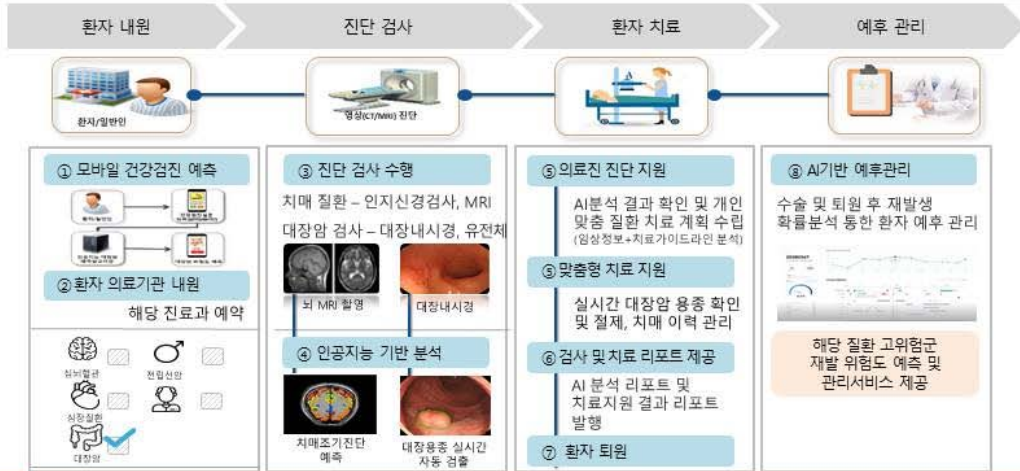 환자 내원
진단 검사
환자 치료
예후 관리
환자/일반인
영상(CT/MRI) 진단
① 모바일 건강검진 예측
환자/일반인
② 환자 의료기관 내원
해당 진료과 예약
심뇌혈관
전립선암
심장질환
대장암
③ 진단 검사 수행
치매 질환 – 인지신경검사, MRI
대장암 검사 – 대장내시경, 유전체
뇌 MRI 촬영
대장내시경
④ 인공지능 기반 분석
치매조기진단
예측
대장용종 실시간
자동 검출
⑤ 의료진 진단 지원
AI분석 결과 확인 및 개인
맞춤 질환 치료 계획 수립
(임상정보+치료가이드라인 분석)
⑤ 맞춤형 치료 지원
실시간 대장암 용종 확인
및 절제, 치매 이력 관리
⑥ 검사 및 치료 리포트 제공
AI 분석 리포트 및
치료지원 결과 리포트
발행
⑦ 환자 퇴원
⑧ AI기반 예후관리
수술 및 퇴원 후 재발생
확률분석 통한 환자 예후 관리
해당 질환 고위험군
재발 위험도 예측 및
관리서비스 제공